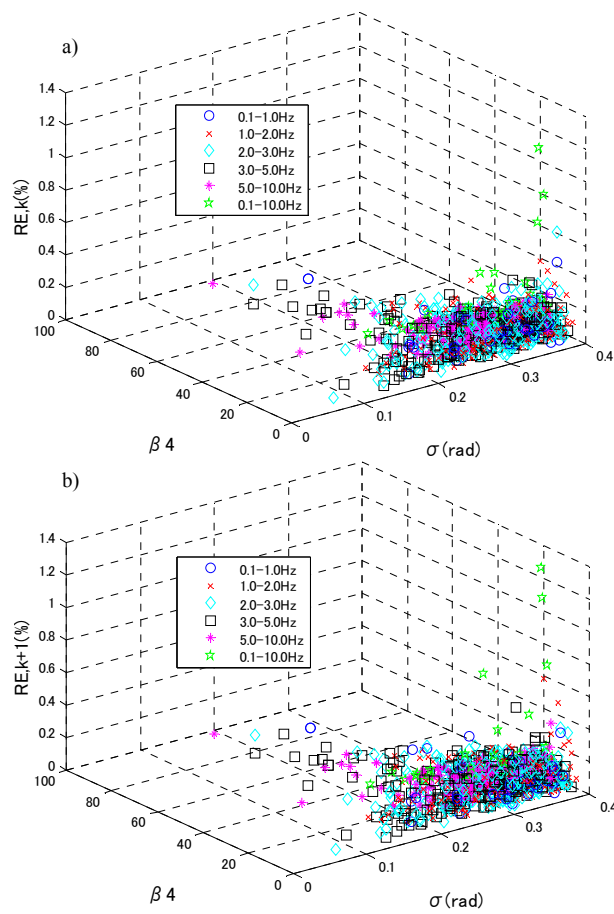 a)
1.4
1.2
1
0.8
0.6
0.4
0.2
0
RE,k(%)
0.1-1.0Hz
1.0-2.0Hz
2.0-3.0Hz
3.0-5.0Hz
5.0-10.0Hz
0.1-10.0Hz
100
80
60
40
20
0
β4
0
0.1
0.2
0.3
0.4
σ(rad)
b)
1.4
1.2
1
0.8
0.6
0.4
0.2
0
RE,k+1(%)
0.1-1.0Hz
1.0-2.0Hz
2.0-3.0Hz
3.0-5.0Hz
5.0-10.0Hz
0.1-10.0Hz
100
80
60
40
20
0
β4
0
0.1
0.2
0.3
0.4
σ(rad)